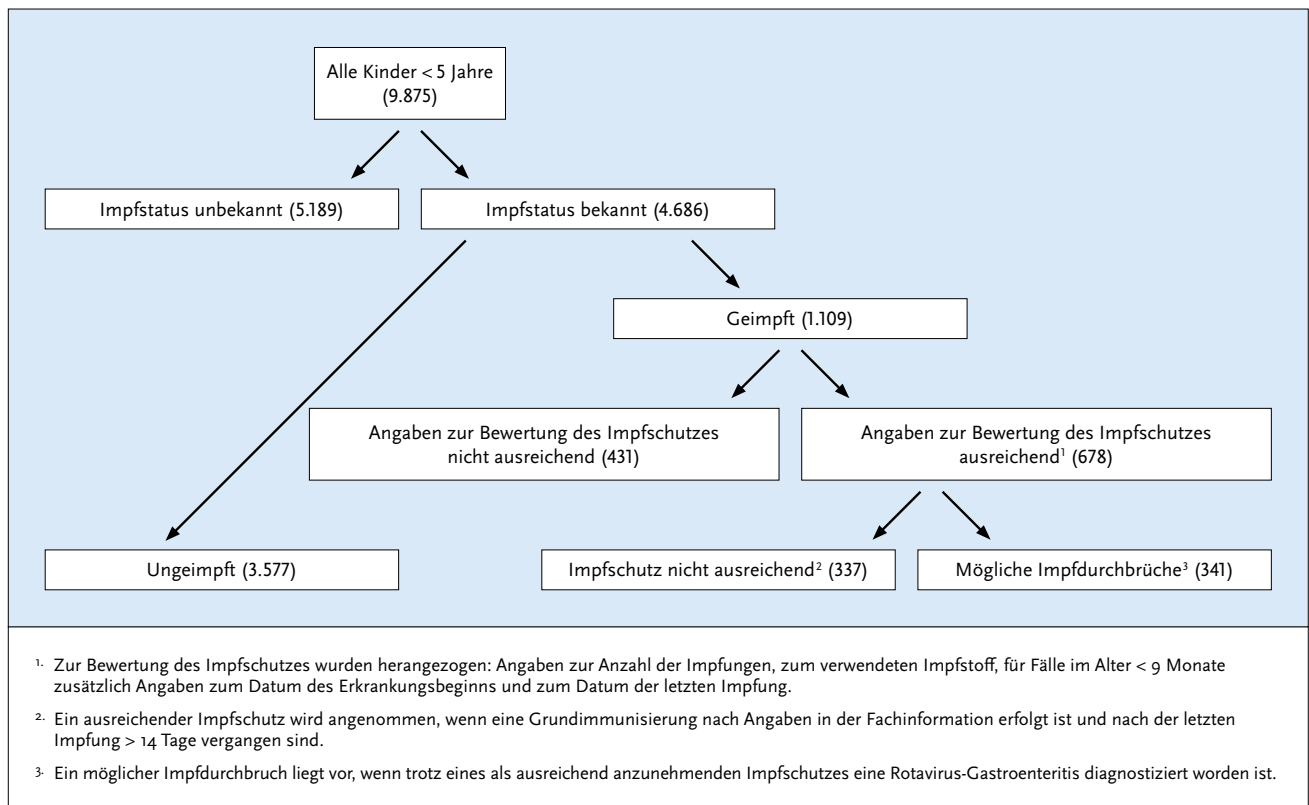 Alle Kinder < 5 Jahre
(9.875)
Impfstatus unbekannt (5.189)
Impfstatus bekannt (4.686)
Geimpft (1.109)
Angaben zur Bewertung des Impfschutzes
nicht ausreichend (431)
Angaben zur Bewertung des Impfschutzes
ausreichend¹ (678)
Ungeimpft (3.577)
Impfschutz nicht ausreichend² (337)
Mögliche Impfdurchbrüche³ (341)
1. Zur Bewertung des Impfschutzes wurden herangezogen: Angaben zur Anzahl der Impfungen, zum verwendeten Impfstoff, für Fälle im Alter < 9 Monate
zusätzlich Angaben zum Datum des Erkrankungsbeginns und zum Datum der letzten Impfung.
2. Ein ausreichender Impfschutz wird angenommen, wenn eine Grundimmunisierung nach Angaben in der Fachinformation erfolgt ist und nach der letzten
Impfung > 14 Tage vergangen sind.
3. Ein möglicher Impfdurchbruch liegt vor, wenn trotz eines als ausreichend anzunehmenden Impfschutzes eine Rotavirus-Gastroenteritis diagnostiziert worden ist.